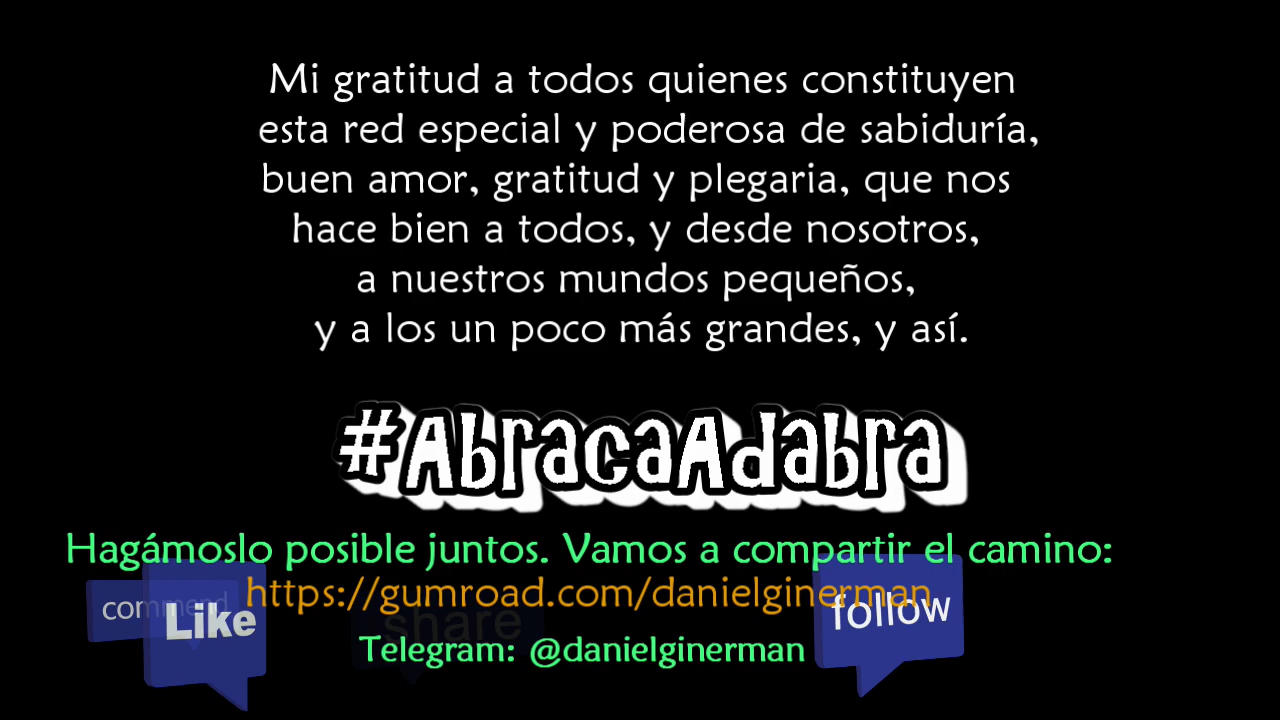 Mi gratitud a todos quienes constituyen
esta red especial y poderosa de sabiduría,
buen amor, gratitud y plegaria, que nos
hace bien a todos, y desde nosotros,
a nuestros mundos pequeños,
y a los un poco más grandes, y así.
#AbracaAdabra
Hagámoslo posible juntos. Vamos a compartir el camino:
https://gumroad.com/danielginerman
commend
Like
share
follow
Telegram: @danielginerman